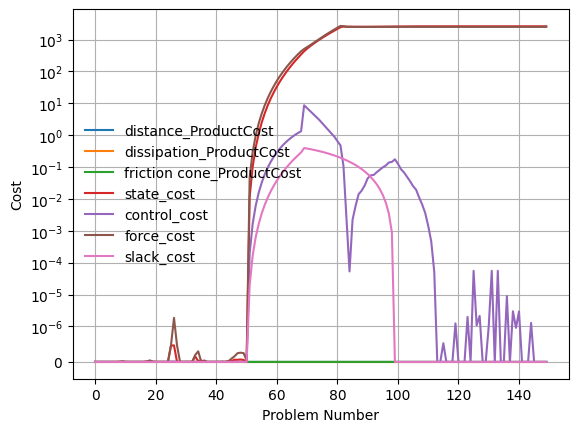 10³
10²
10¹
10⁰
10⁻¹
10⁻²
10⁻³
10⁻⁴
10⁻⁵
10⁻⁶
0
Cost
distance_ProductCost
dissipation_ProductCost
friction cone_ProductCost
state_cost
control_cost
force_cost
slack_cost
0 20 40 60 80 100 120 140
Problem Number